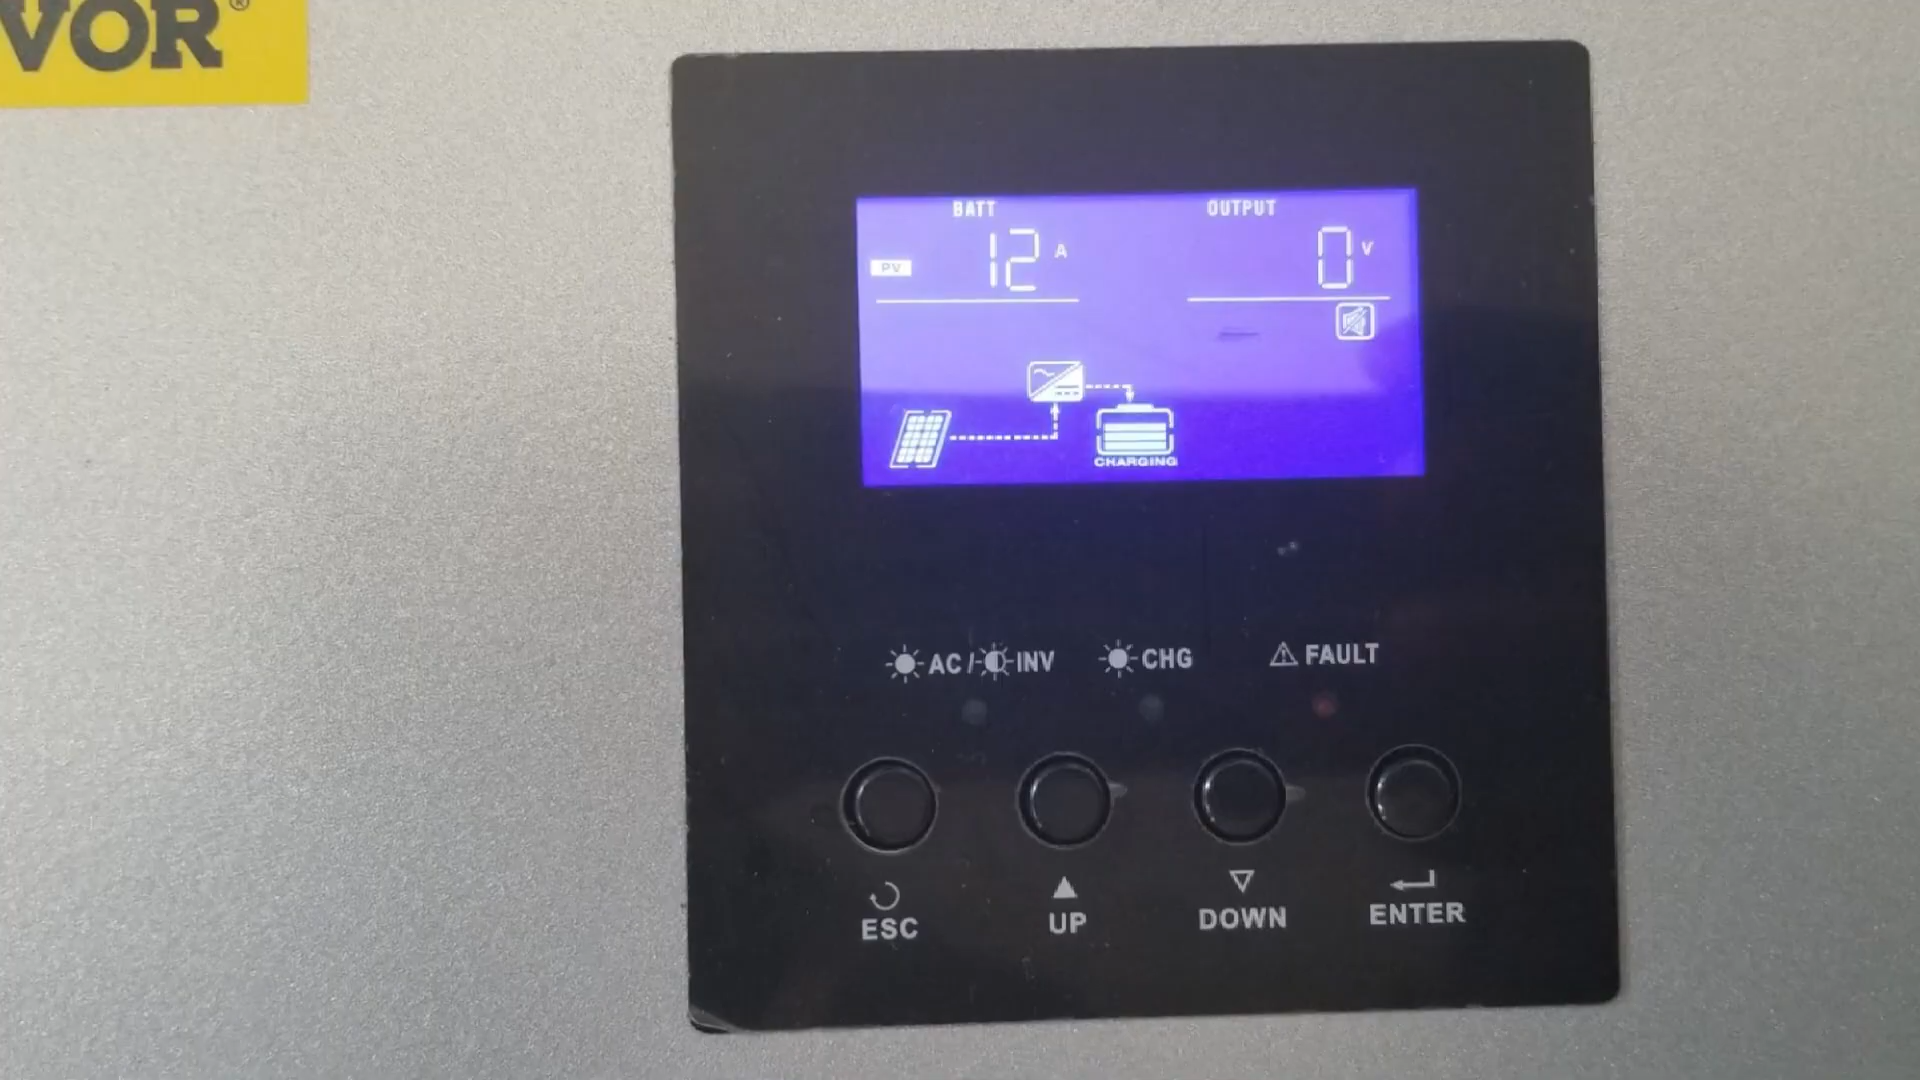 VOR®
BATT OUTPUT
PV 12 A 0 V
CHARGING
AC / INV CHG FAULT
ESC UP DOWN ENTER